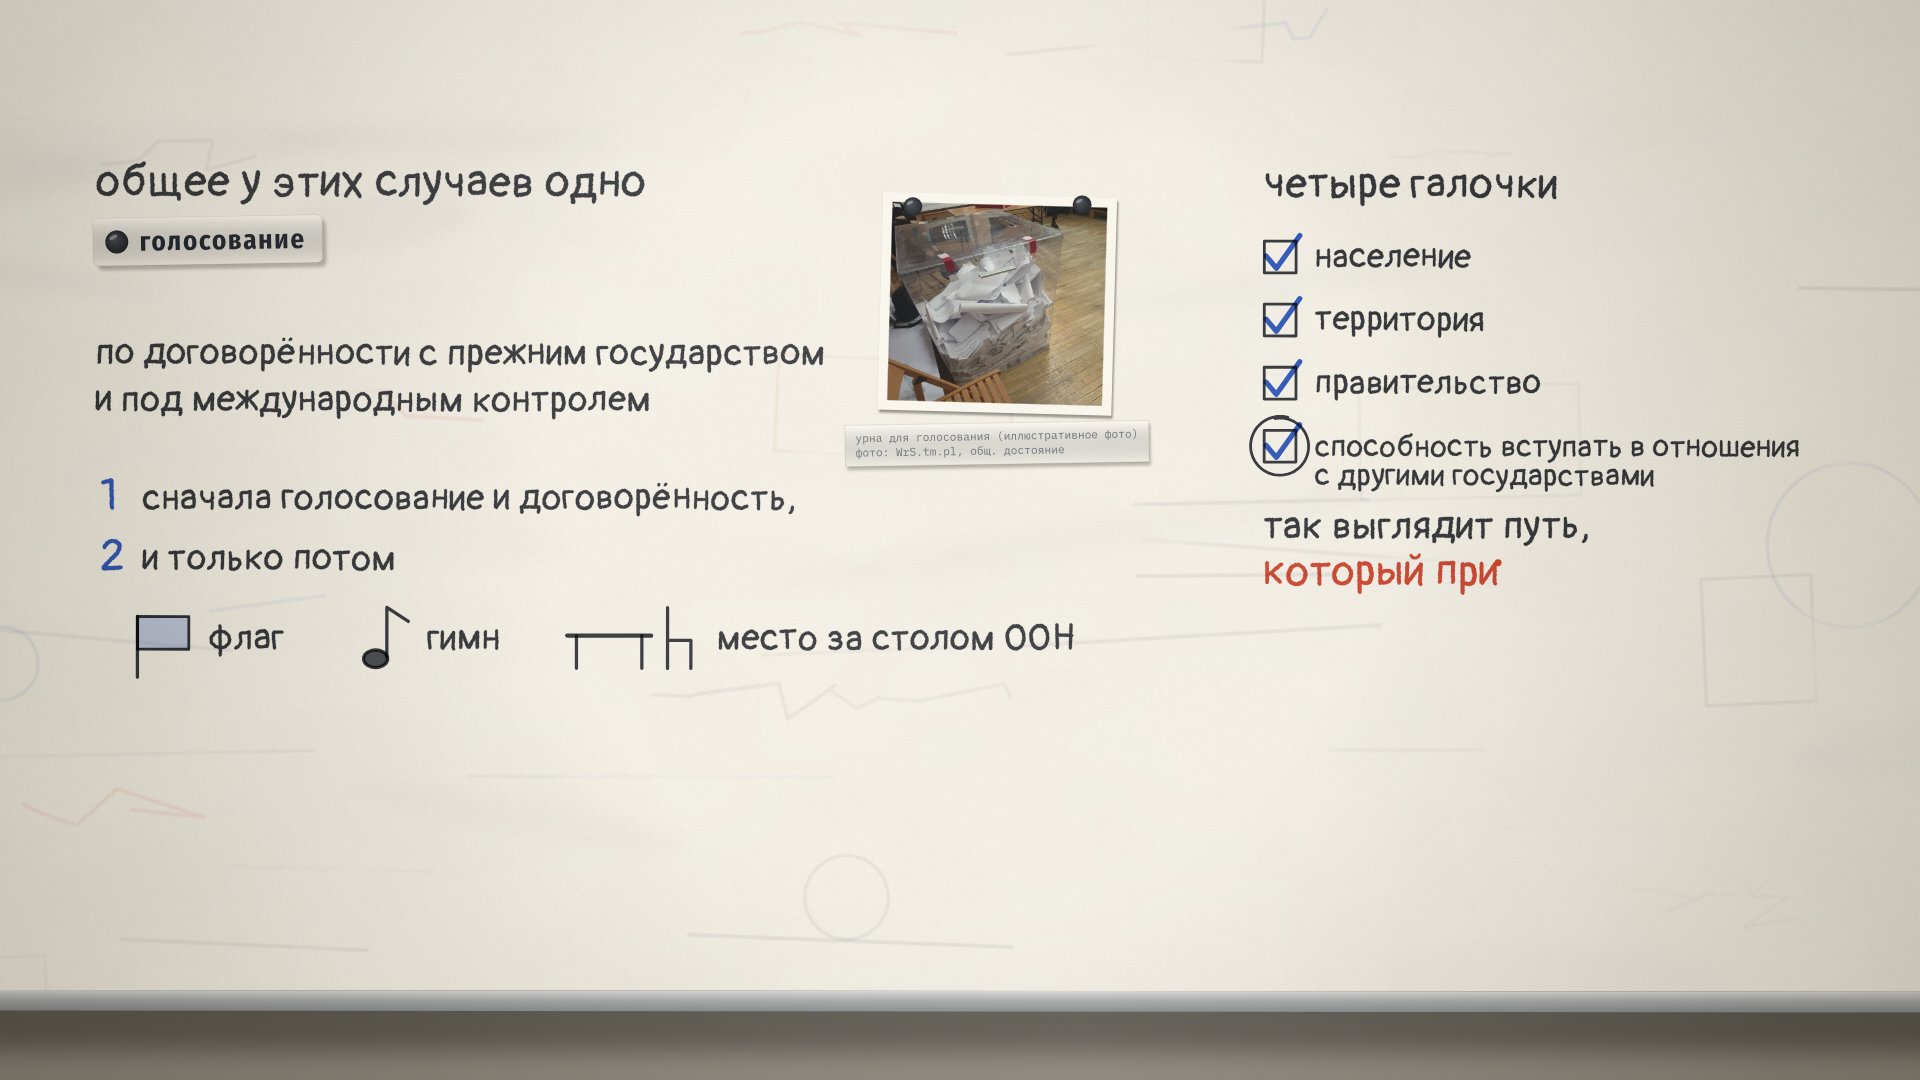 общее у этих случаев одно
голосование
по договорённости с прежним государством
и под международным контролем
1 сначала голосование и договорённость,
2 и только потом
флаг гимн место за столом ООН
урна для голосования (иллюстративное фото)
фото: WrS.tm.pl, общ. достояние
четыре галочки
население
территория
правительство
способность вступать в отношения
с другими государствами
так выглядит путь,
который при